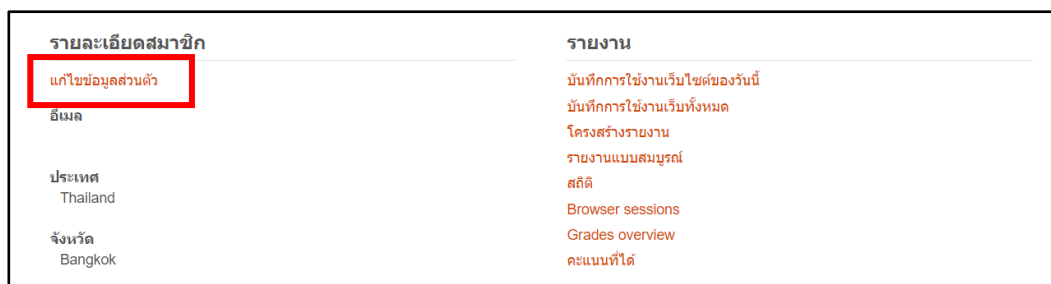 รายละเอียดสมาชิก
แก้ไขข้อมูลส่วนตัว
อีเมล
ประเทศ
Thailand
จังหวัด
Bangkok
รายงาน
บันทึกการใช้งานเว็บไซต์ของวันนี้
บันทึกการใช้งานเว็บทั้งหมด
โครงสร้างรายงาน
รายงานแบบสมบูรณ์
สถิติ
Browser sessions
Grades overview
คะแนนที่ได้